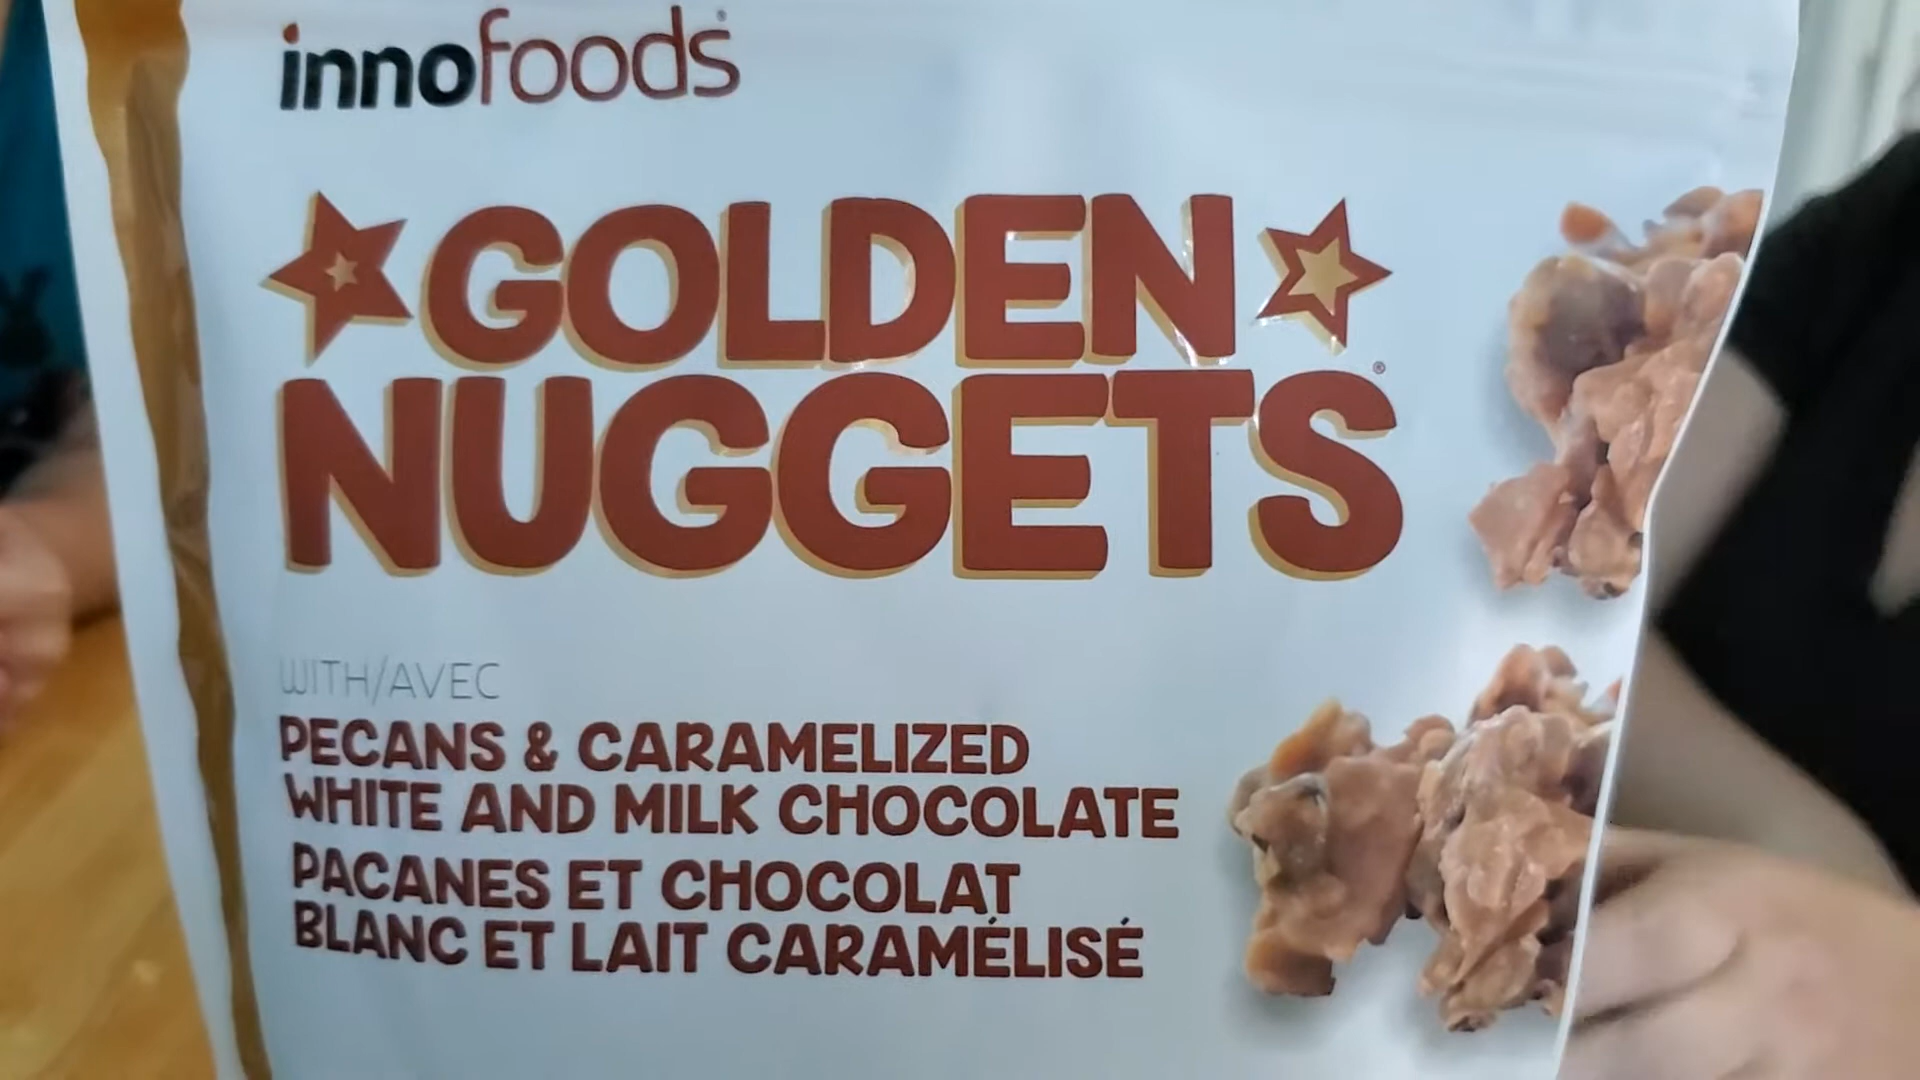 innofoods
GOLDEN
NUGGETS®
WITH/AVEC
PECANS & CARAMELIZED
WHITE AND MILK CHOCOLATE
PACANES ET CHOCOLAT
BLANC ET LAIT CARAMÉLISÉ